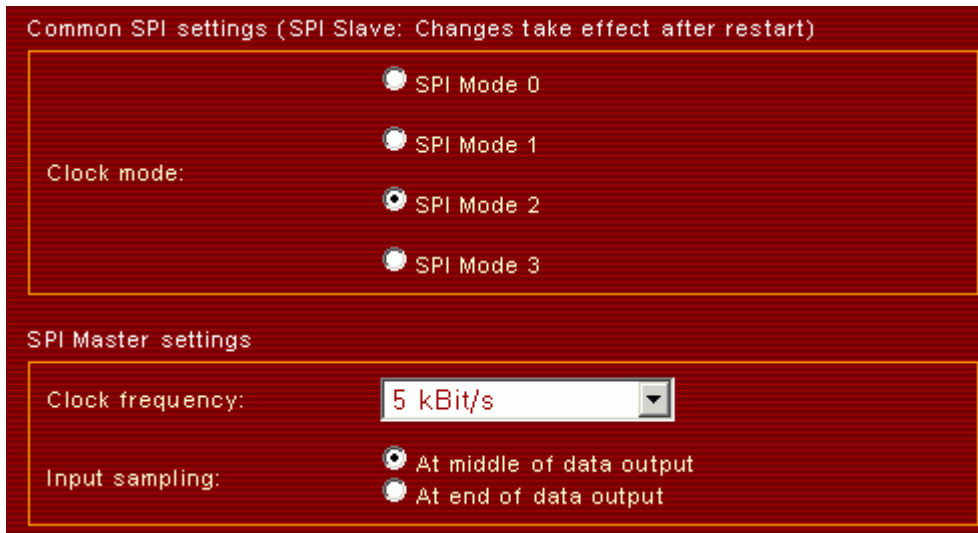 Common SPI settings (SPI Slave: Changes take effect after restart)
SPI Mode 0
SPI Mode 1
Clock mode:
SPI Mode 2
SPI Mode 3
SPI Master settings
Clock frequency: 5 kBit/s
Input sampling:
At middle of data output
At end of data output